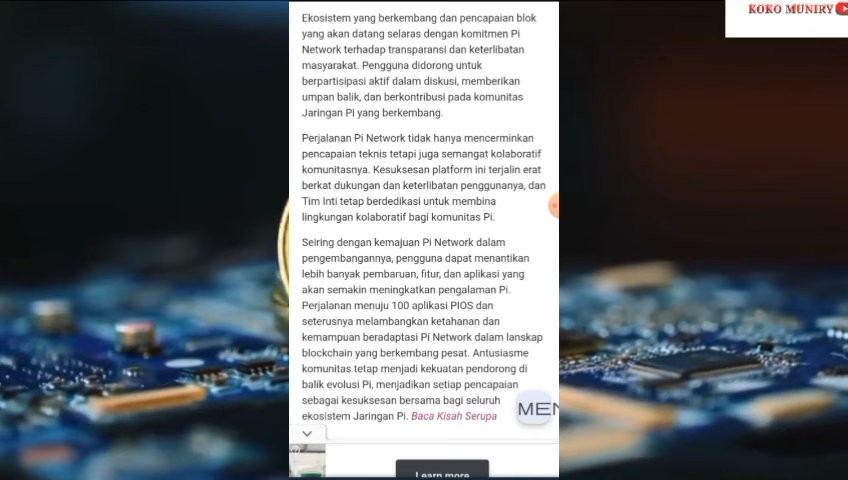 KOKO MUNIRY
Ekosistem yang berkembang dan pencapaian blok
yang akan datang selaras dengan komitmen Pi
Network terhadap transparansi dan keterlibatan
masyarakat. Pengguna didorong untuk
berpartisipasi aktif dalam diskusi, memberikan
umpan balik, dan berkontribusi pada komunitas
Jaringan Pi yang berkembang.
Perjalanan Pi Network tidak hanya mencerminkan
pencapaian teknis tetapi juga semangat kolaboratif
komunitasnya. Kesuksesan platform ini terjalin erat
berkat dukungan dan keterlibatan penggunanya, dan
Tim Inti tetap berdedikasi untuk membina
lingkungan kolaboratif bagi komunitas Pi.
Seiring dengan kemajuan Pi Network dalam
pengembangannya, pengguna dapat menantikan
lebih banyak pembaruan, fitur, dan aplikasi yang
akan semakin meningkatkan pengalaman Pi.
Perjalanan menuju 100 aplikasi PIOS dan
seterusnya melambangkan ketahanan dan
kemampuan beradaptasi Pi Network dalam lanskap
blockchain yang berkembang pesat. Antusiasme
komunitas tetap menjadi kekuatan pendorong di
balik evolusi Pi, menjadikan setiap pencapaian
sebagai kesuksesan bersama bagi seluruh
ekosistem Jaringan Pi. Baca Kisah Serupa
MEN
Learn more